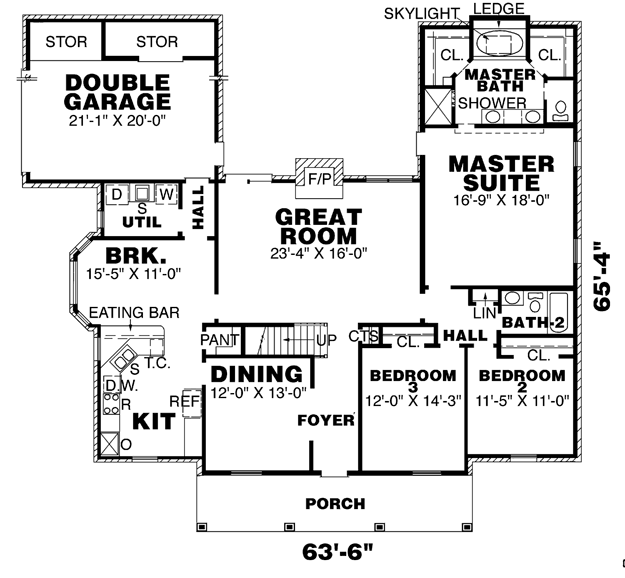 SKYLIGHT LEDGE
STOR STOR
CL. CL.
DOUBLE
GARAGE
21'-1" X 20'-0"
MASTER
BATH
SHOWER
MASTER
SUITE
16'-9" X 18'-0"
F/P
D S W
UTIL
HALL
GREAT
ROOM
23'-4" X 16'-0"
BRK.
15'-5" X 11'-0"
EATING BAR
65'-4"
LIN
BATH-2
HALL
PANT
UP
CTS
CL.
CL.
S T.C.
D.W.
R
REF
KIT
O
DINING
12'-0" X 13'-0"
FOYER
BEDROOM
3
12'-0" X 14'-3"
BEDROOM
2
11'-5" X 11'-0"
PORCH
63'-6"